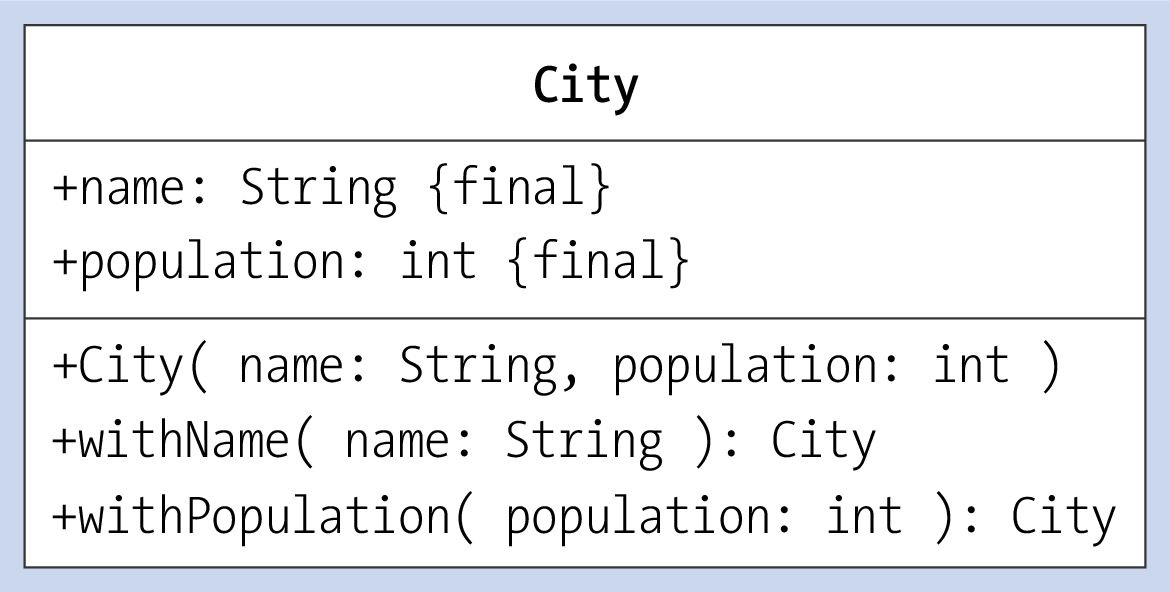 City
+name: String {final}
+population: int {final}
+City( name: String, population: int )
+withName( name: String ): City
+withPopulation( population: int ): City